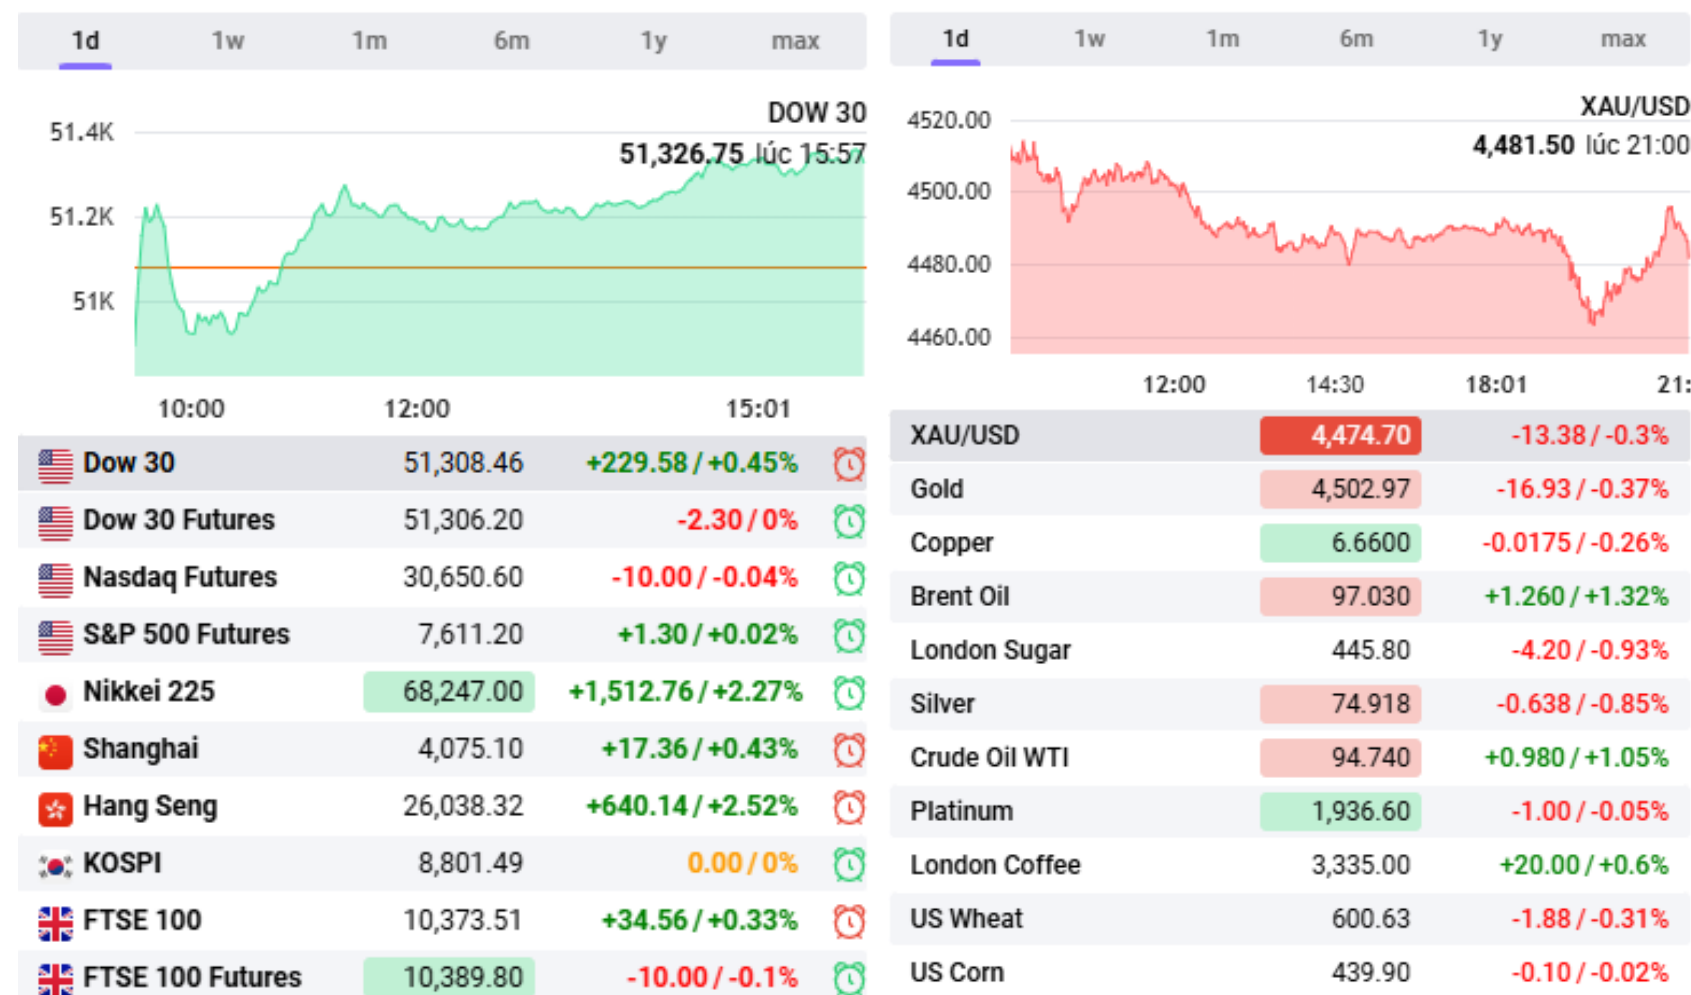 1d 1w 1m 6m 1y max
DOW 30
51,326.75 lúc 15:57
51.4K
51.2K
51K
10:00 12:00 15:01
Dow 30 51,308.46 +229.58 / +0.45%
Dow 30 Futures 51,306.20 -2.30 / 0%
Nasdaq Futures 30,650.60 -10.00 / -0.04%
S&P 500 Futures 7,611.20 +1.30 / +0.02%
Nikkei 225 68,247.00 +1,512.76 / +2.27%
Shanghai 4,075.10 +17.36 / +0.43%
Hang Seng 26,038.32 +640.14 / +2.52%
KOSPI 8,801.49 0.00 / 0%
FTSE 100 10,373.51 +34.56 / +0.33%
FTSE 100 Futures 10,389.80 -10.00 / -0.1%
1d 1w 1m 6m 1y max
XAU/USD
4,481.50 lúc 21:00
4520.00
4500.00
4480.00
4460.00
12:00 14:30 18:01 21:
XAU/USD 4,474.70 -13.38 / -0.3%
Gold 4,502.97 -16.93 / -0.37%
Copper 6.6600 -0.0175 / -0.26%
Brent Oil 97.030 +1.260 / +1.32%
London Sugar 445.80 -4.20 / -0.93%
Silver 74.918 -0.638 / -0.85%
Crude Oil WTI 94.740 +0.980 / +1.05%
Platinum 1,936.60 -1.00 / -0.05%
London Coffee 3,335.00 +20.00 / +0.6%
US Wheat 600.63 -1.88 / -0.31%
US Corn 439.90 -0.10 / -0.02%